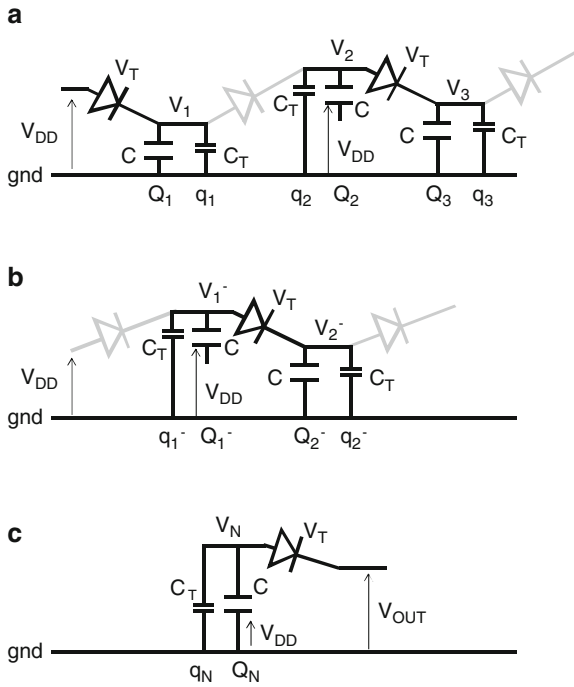 a
V_T V_1 V_2 V_T V_3
C_T C
V_DD C C_T V_DD C C_T
gnd
Q_1 q_1 q_2 Q_2 Q_3 q_3
b
V_1^- V_T V_2^-
C_T C
V_DD V_DD C C_T
gnd
q_1^- Q_1^- Q_2^- q_2^-
c
V_N V_T
C_T C
V_DD V_OUT
gnd
q_N Q_N